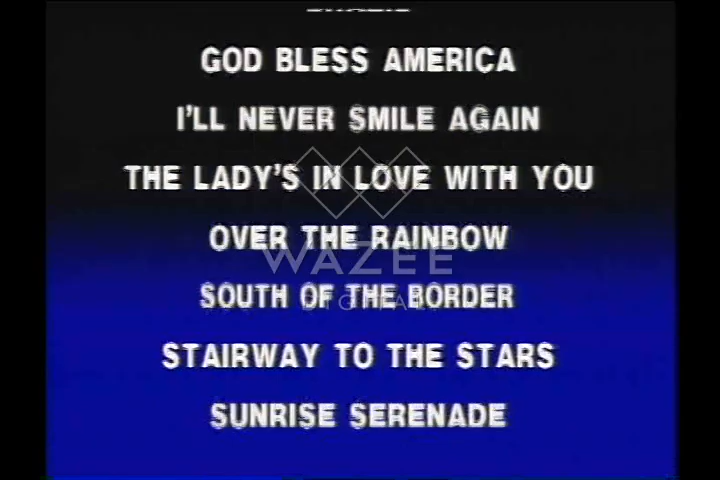 GOD BLESS AMERICA
I'LL NEVER SMILE AGAIN
THE LADY'S IN LOVE WITH YOU
OVER THE RAINBOW
WAZEE
SOUTH OF THE BORDER
DIGITAL
STAIRWAY TO THE STARS
SUNRISE SERENADE